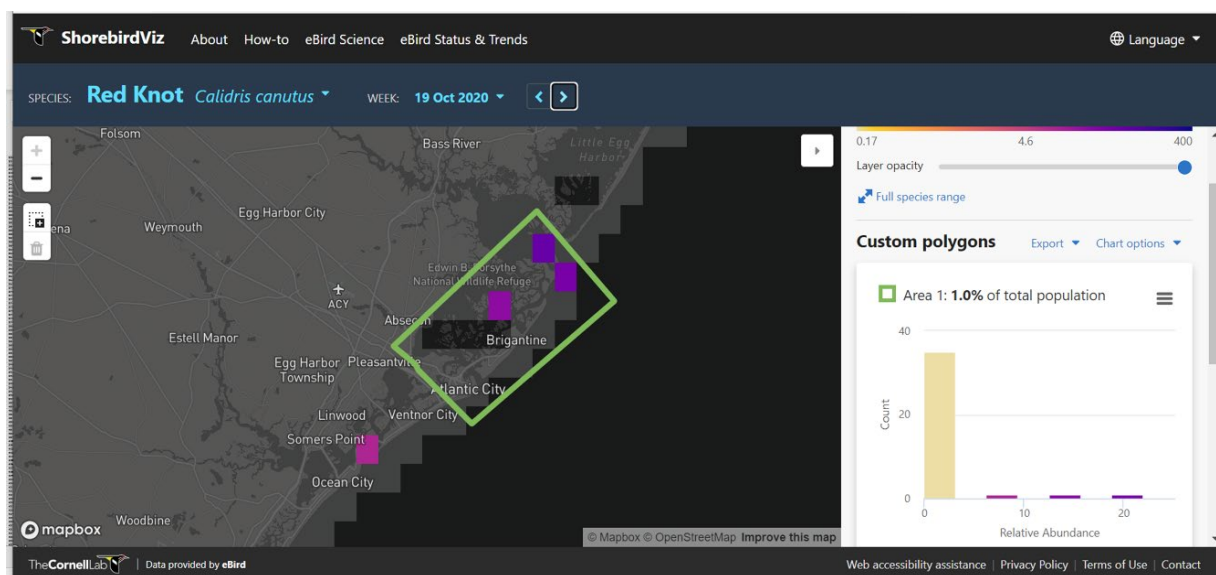 ShorebirdViz About How-to eBird Science eBird Status & Trends Language
SPECIES: Red Knot Calidris canutus WEEK: 19 Oct 2020
Folsom
Bass River
Little Egg
Harbor
ena
Weymouth
Egg Harbor City
Edwin B. Forsythe
National Wildlife Refuge
ACY
Absecon
Estell Manor
Brigantine
Egg Harbor
Township
Pleasantville
Atlantic City
Linwood
Ventnor City
Somers Point
Ocean City
Woodbine
mapbox
© Mapbox © OpenStreetMap Improve this map
0.17 4.6 400
Layer opacity
Full species range
Custom polygons Export Chart options
Area 1: 1.0% of total population
40
20
0
Count
0 10 20
Relative Abundance
TheCornellLab Data provided by eBird
Web accessibility assistance | Privacy Policy | Terms of Use | Contact